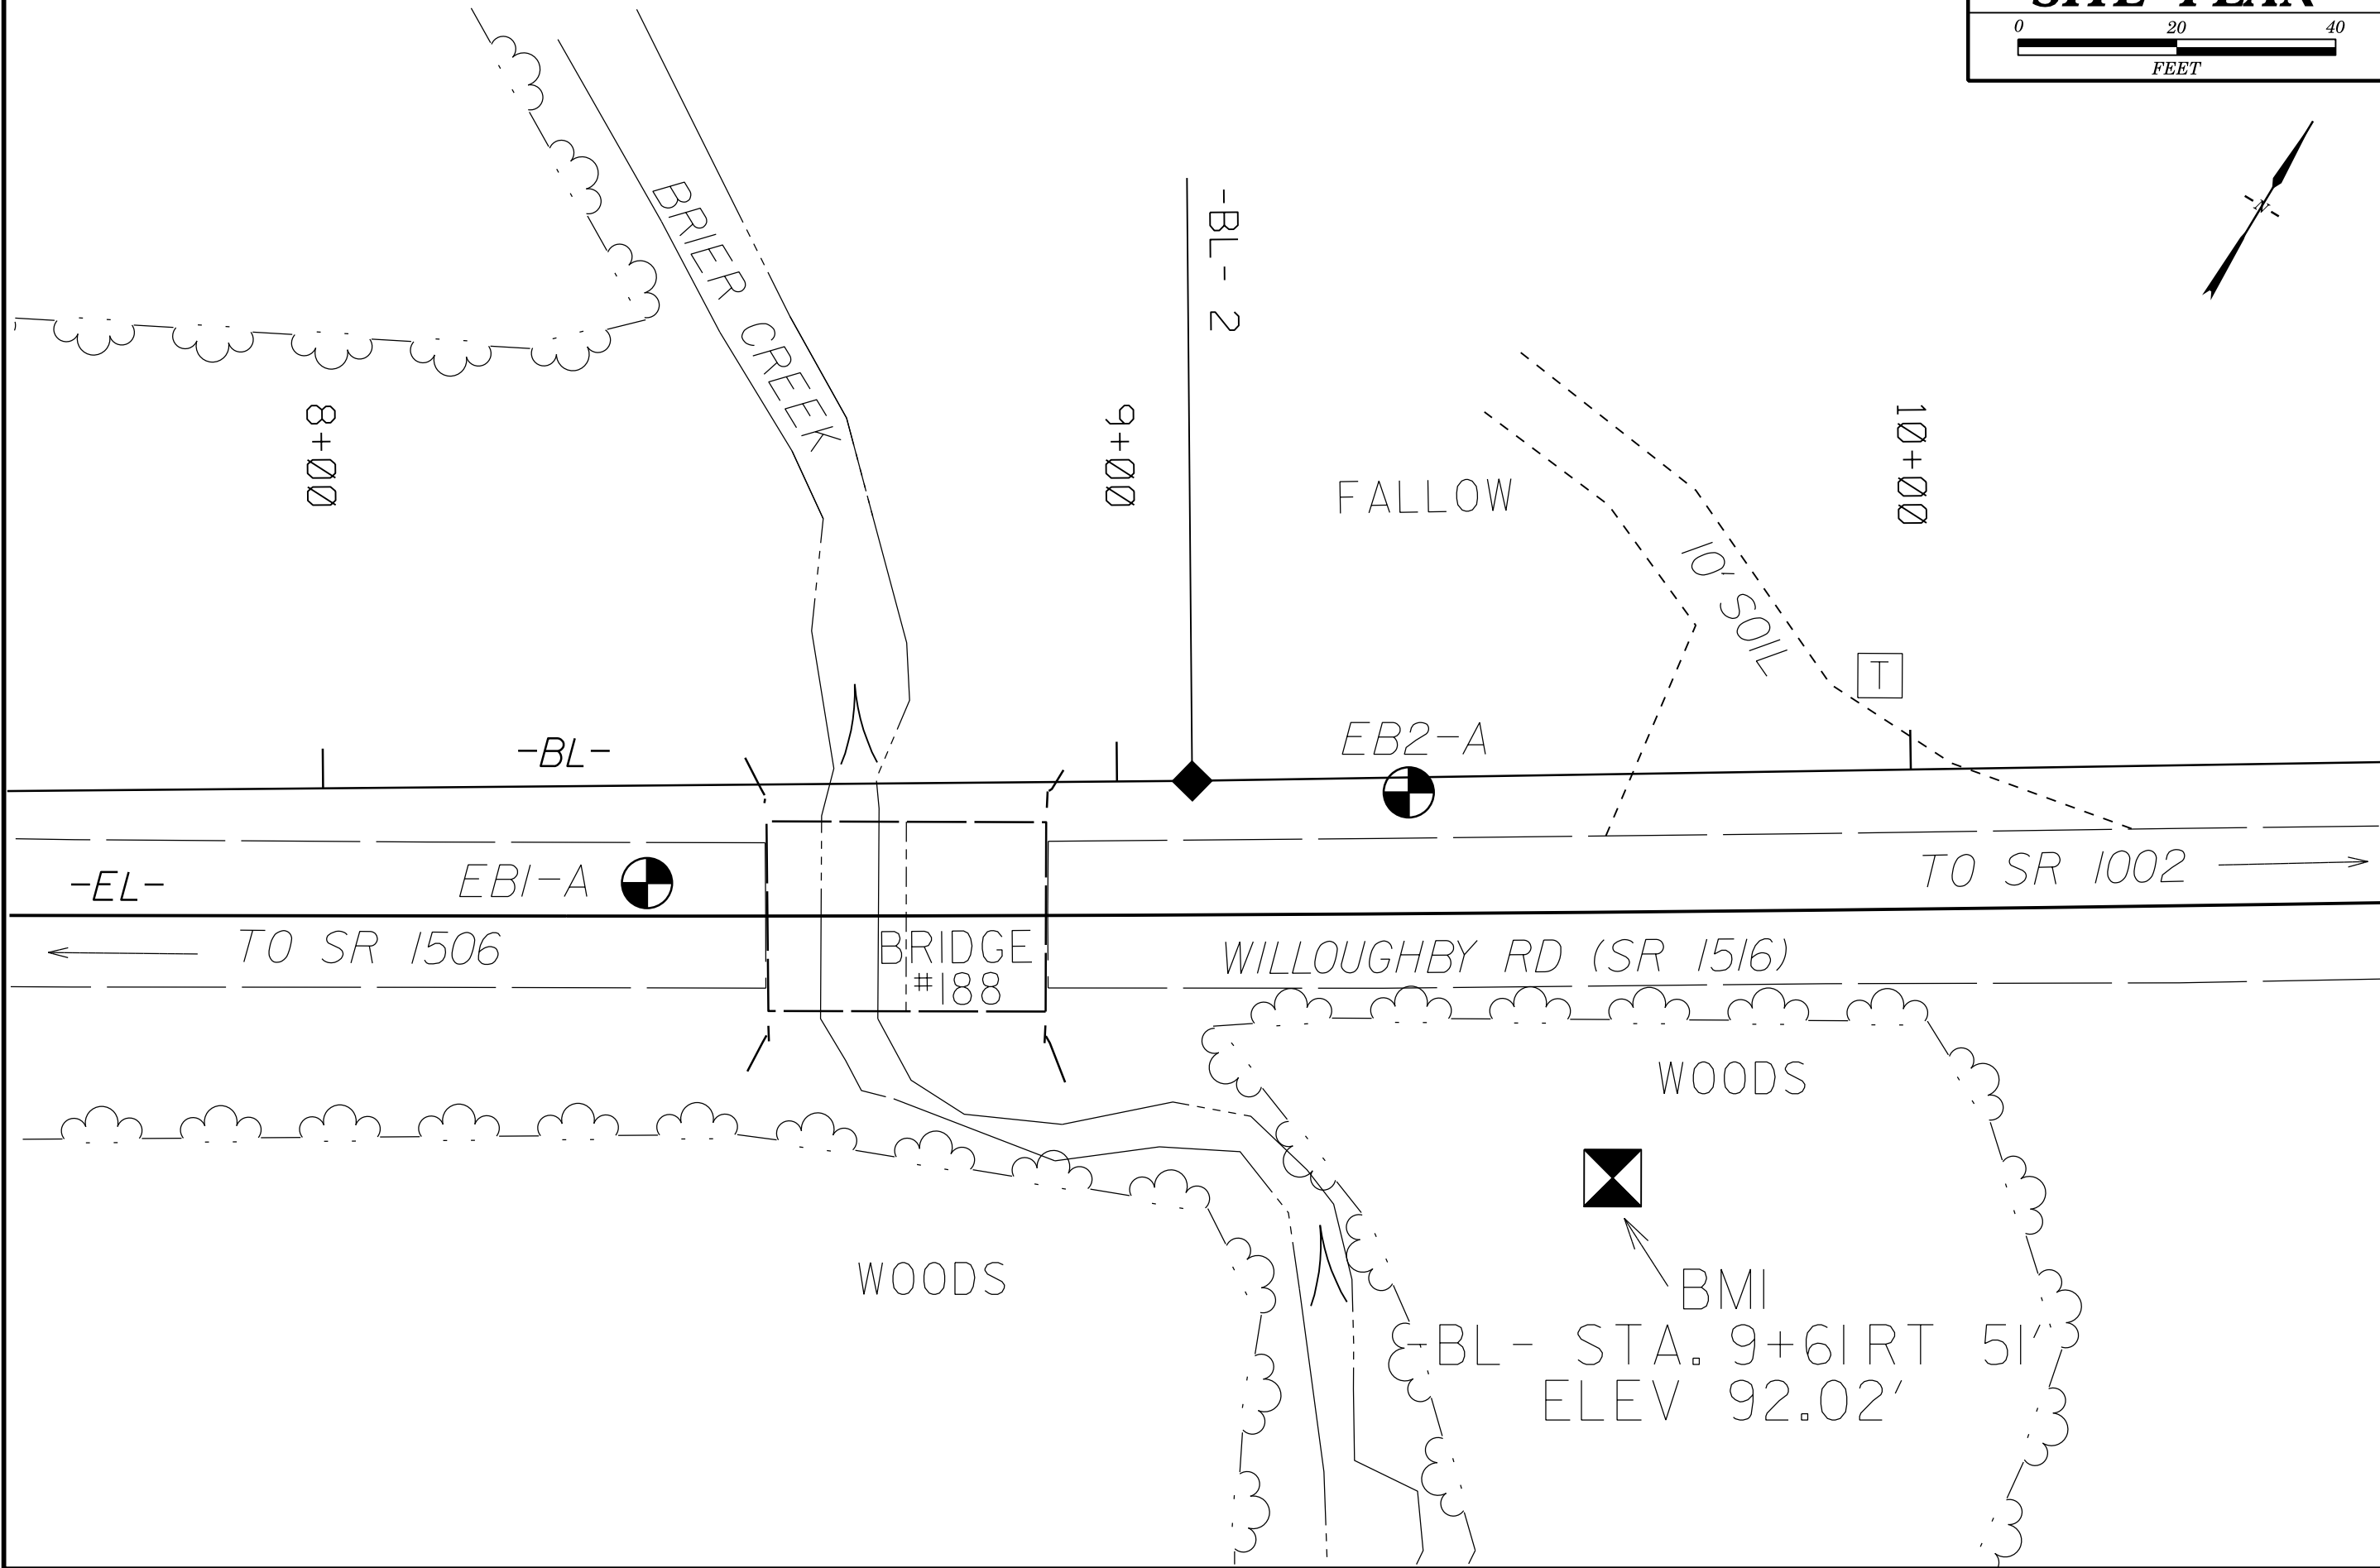 SITE PLAN
0 20 40
FEET
N
BRIER CREEK
-BL- 2
8+00
9+00
10+00
FALLOW
10' SOIL
T
-BL-
EB2-A
-EL-
EB1-A
TO SR 1002
TO SR 1506
BRIDGE
#188
WILLOUGHBY RD (SR 1516)
WOODS
WOODS
BM1
-BL- STA. 9+61 RT 51'
ELEV 92.02'